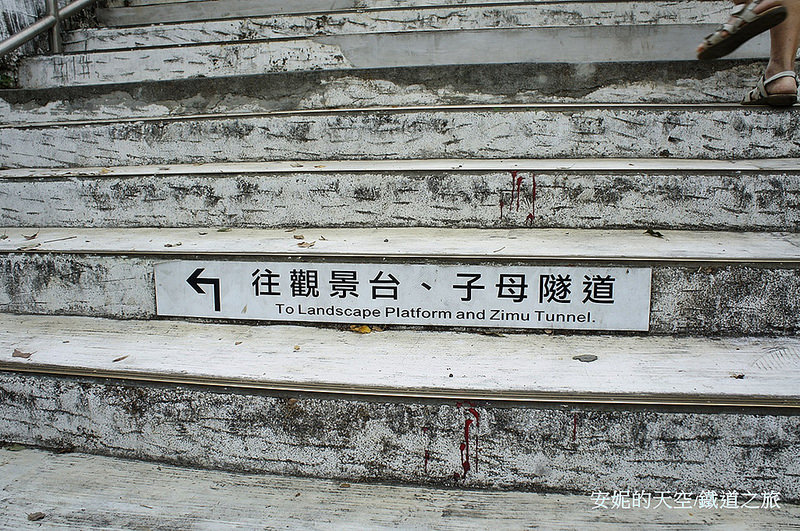 往觀景台、子母隧道
To Landscape Platform and Zimu Tunnel.
安妮的天空/鐵道之旅